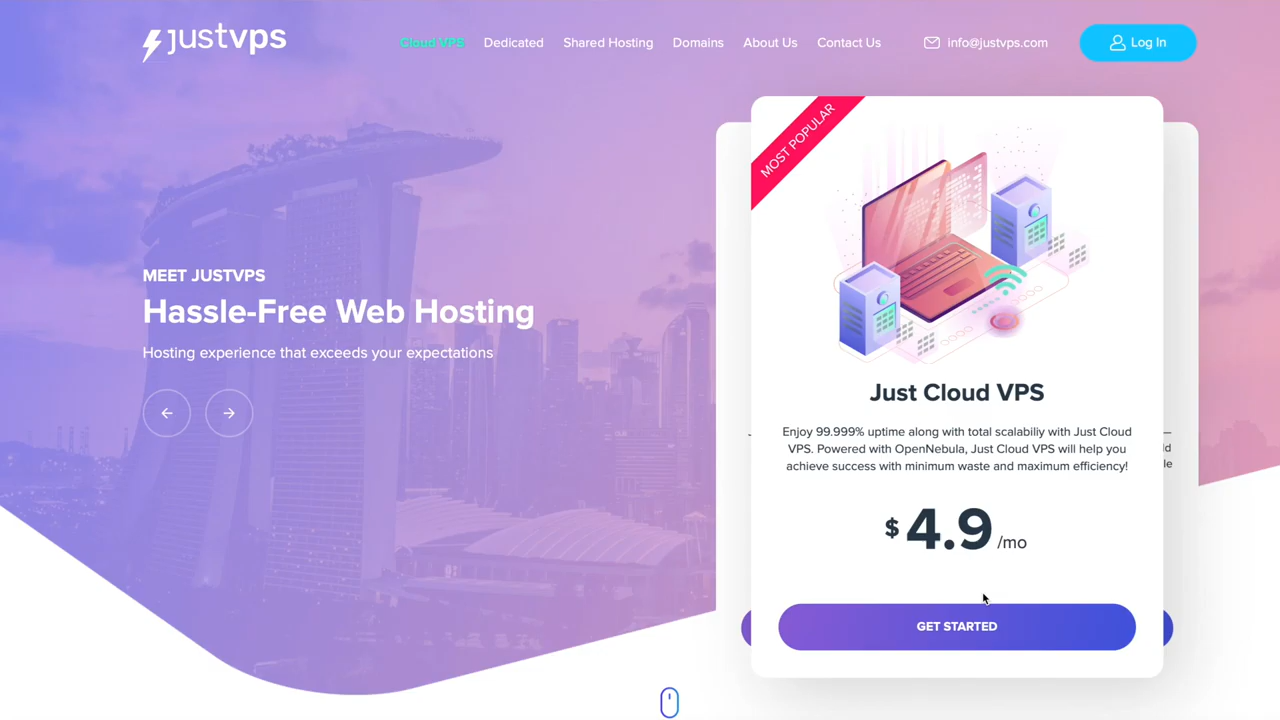 justvps
Cloud VPS Dedicated Shared Hosting Domains About Us Contact Us info@justvps.com Log In
MOST POPULAR
MEET JUSTVPS
Hassle-Free Web Hosting
Hosting experience that exceeds your expectations
Just Cloud VPS
Enjoy 99.999% uptime along with total scalabiliy with Just Cloud
VPS. Powered with OpenNebula, Just Cloud VPS will help you
achieve success with minimum waste and maximum efficiency!
$4.9 /mo
GET STARTED